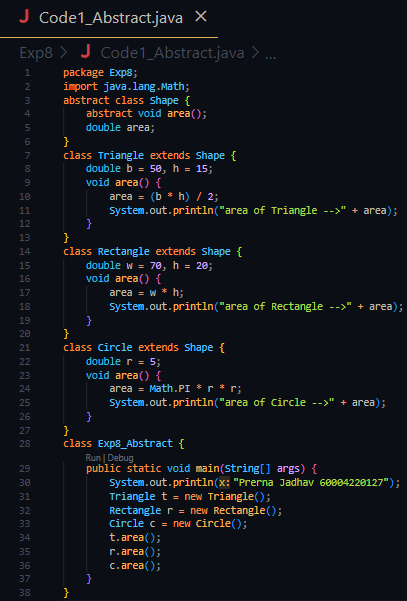 J Code1_Abstract.java ×
Exp8 > J Code1_Abstract.java > ...
1 package Exp8;
2 import java.lang.Math;
3 abstract class Shape {
4     abstract void area();
5     double area;
6 }
7 class Triangle extends Shape {
8     double b = 50, h = 15;
9     void area() {
10         area = (b * h) / 2;
11         System.out.println("area of Triangle -->" + area);
12     }
13 }
14 class Rectangle extends Shape {
15     double w = 70, h = 20;
16     void area() {
17         area = w * h;
18         System.out.println("area of Rectangle -->" + area);
19     }
20 }
21 class Circle extends Shape {
22     double r = 5;
23     void area() {
24         area = Math.PI * r * r;
25         System.out.println("area of Circle -->" + area);
26     }
27 }
28 class Exp8_Abstract {
Run | Debug
29     public static void main(String[] args) {
30         System.out.println(x:"Prerna Jadhav 60004220127");
31         Triangle t = new Triangle();
32         Rectangle r = new Rectangle();
33         Circle c = new Circle();
34         t.area();
35         r.area();
36         c.area();
37     }
38 }